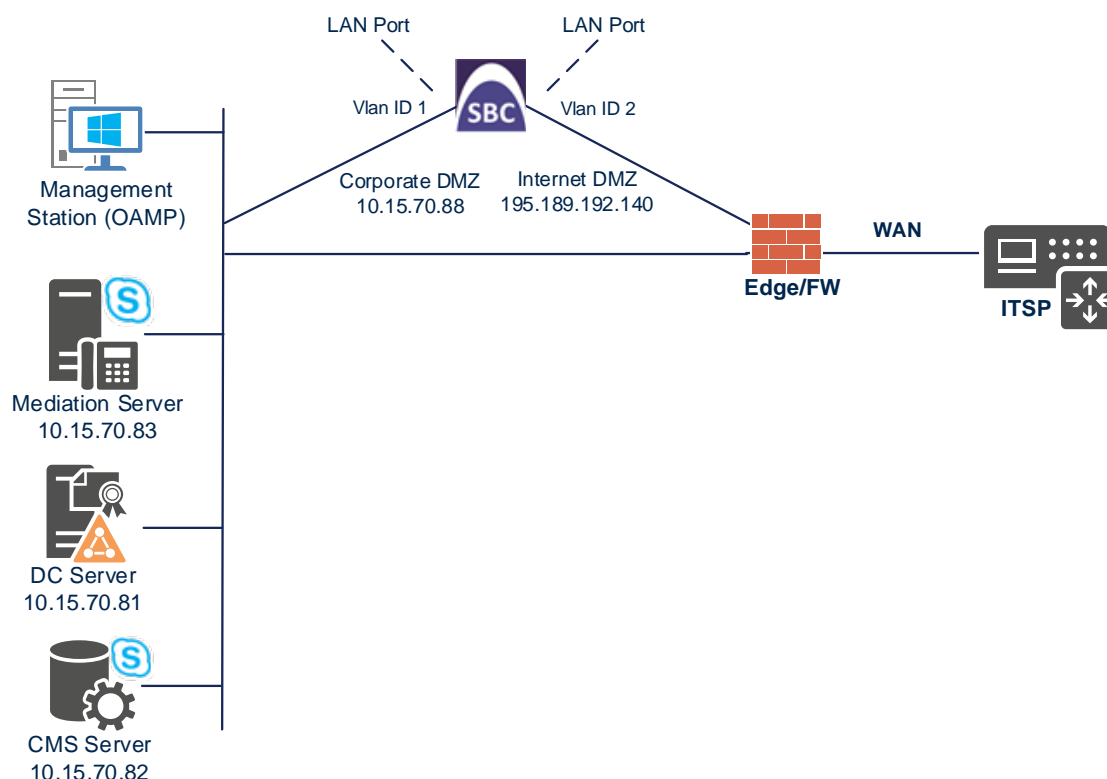 LAN Port
LAN Port
SBC
Vlan ID 1
Vlan ID 2
Management
Station (OAMP)
Corporate DMZ
10.15.70.88
Internet DMZ
195.189.192.140
WAN
Edge/FW
ITSP
S
Mediation Server
10.15.70.83
DC Server
10.15.70.81
S
CMS Server
10.15.70.82